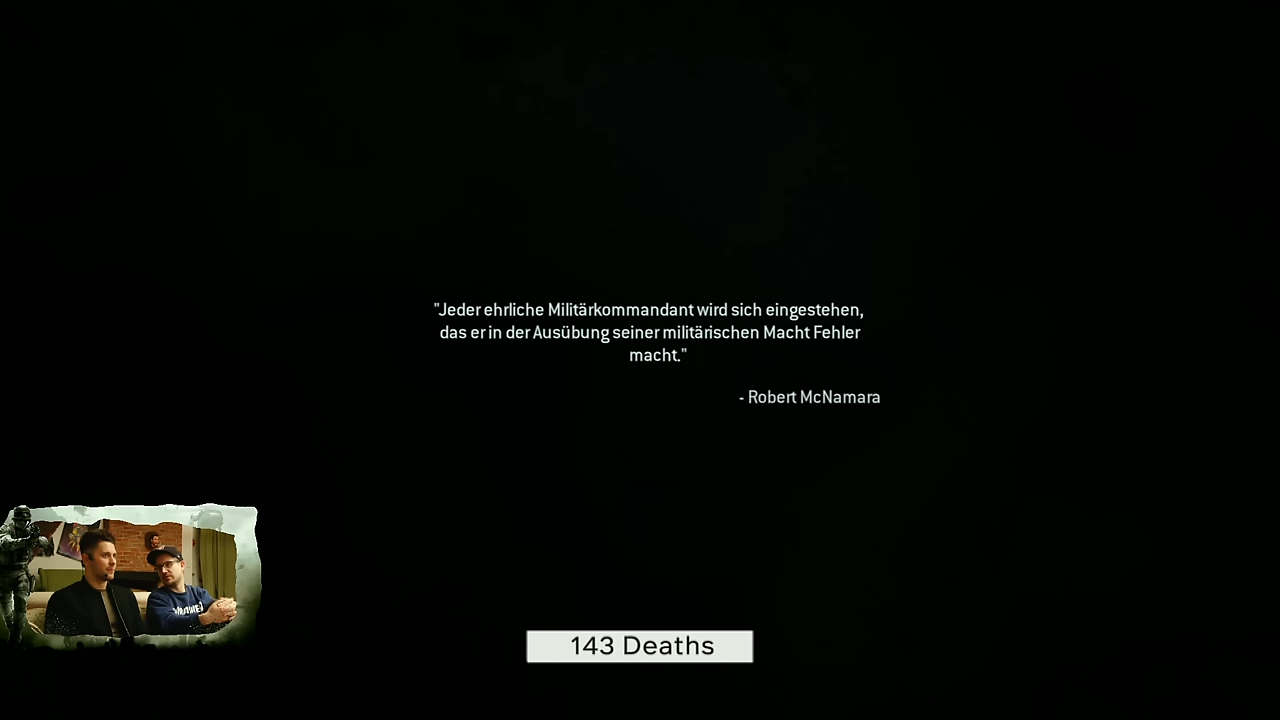 "Jeder ehrliche Militärkommandant wird sich eingestehen,
das er in der Ausübung seiner militärischen Macht Fehler
macht."
- Robert McNamara
143 Deaths